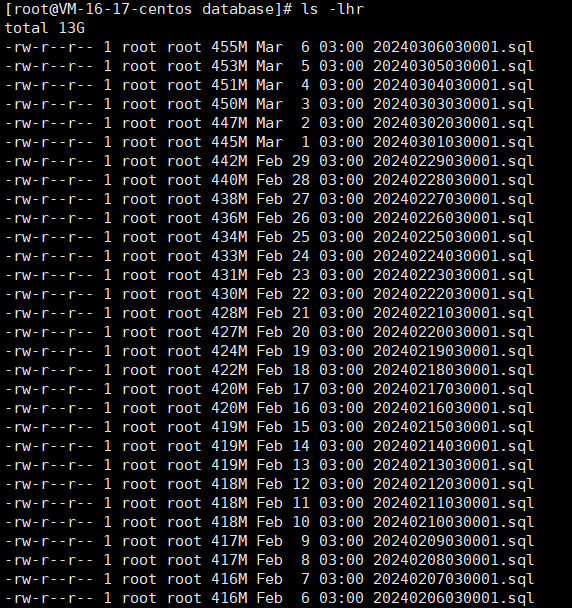 [root@VM-16-17-centos database]# ls -lhr
total 13G
-rw-r--r-- 1 root root 455M Mar  6 03:00 20240306030001.sql
-rw-r--r-- 1 root root 453M Mar  5 03:00 20240305030001.sql
-rw-r--r-- 1 root root 451M Mar  4 03:00 20240304030001.sql
-rw-r--r-- 1 root root 450M Mar  3 03:00 20240303030001.sql
-rw-r--r-- 1 root root 447M Mar  2 03:00 20240302030001.sql
-rw-r--r-- 1 root root 445M Mar  1 03:00 20240301030001.sql
-rw-r--r-- 1 root root 442M Feb 29 03:00 20240229030001.sql
-rw-r--r-- 1 root root 440M Feb 28 03:00 20240228030001.sql
-rw-r--r-- 1 root root 438M Feb 27 03:00 20240227030001.sql
-rw-r--r-- 1 root root 436M Feb 26 03:00 20240226030001.sql
-rw-r--r-- 1 root root 434M Feb 25 03:00 20240225030001.sql
-rw-r--r-- 1 root root 433M Feb 24 03:00 20240224030001.sql
-rw-r--r-- 1 root root 431M Feb 23 03:00 20240223030001.sql
-rw-r--r-- 1 root root 430M Feb 22 03:00 20240222030001.sql
-rw-r--r-- 1 root root 428M Feb 21 03:00 20240221030001.sql
-rw-r--r-- 1 root root 427M Feb 20 03:00 20240220030001.sql
-rw-r--r-- 1 root root 424M Feb 19 03:00 20240219030001.sql
-rw-r--r-- 1 root root 422M Feb 18 03:00 20240218030001.sql
-rw-r--r-- 1 root root 420M Feb 17 03:00 20240217030001.sql
-rw-r--r-- 1 root root 420M Feb 16 03:00 20240216030001.sql
-rw-r--r-- 1 root root 419M Feb 15 03:00 20240215030001.sql
-rw-r--r-- 1 root root 419M Feb 14 03:00 20240214030001.sql
-rw-r--r-- 1 root root 419M Feb 13 03:00 20240213030001.sql
-rw-r--r-- 1 root root 418M Feb 12 03:00 20240212030001.sql
-rw-r--r-- 1 root root 418M Feb 11 03:00 20240211030001.sql
-rw-r--r-- 1 root root 418M Feb 10 03:00 20240210030001.sql
-rw-r--r-- 1 root root 417M Feb  9 03:00 20240209030001.sql
-rw-r--r-- 1 root root 417M Feb  8 03:00 20240208030001.sql
-rw-r--r-- 1 root root 416M Feb  7 03:00 20240207030001.sql
-rw-r--r-- 1 root root 416M Feb  6 03:00 20240206030001.sql